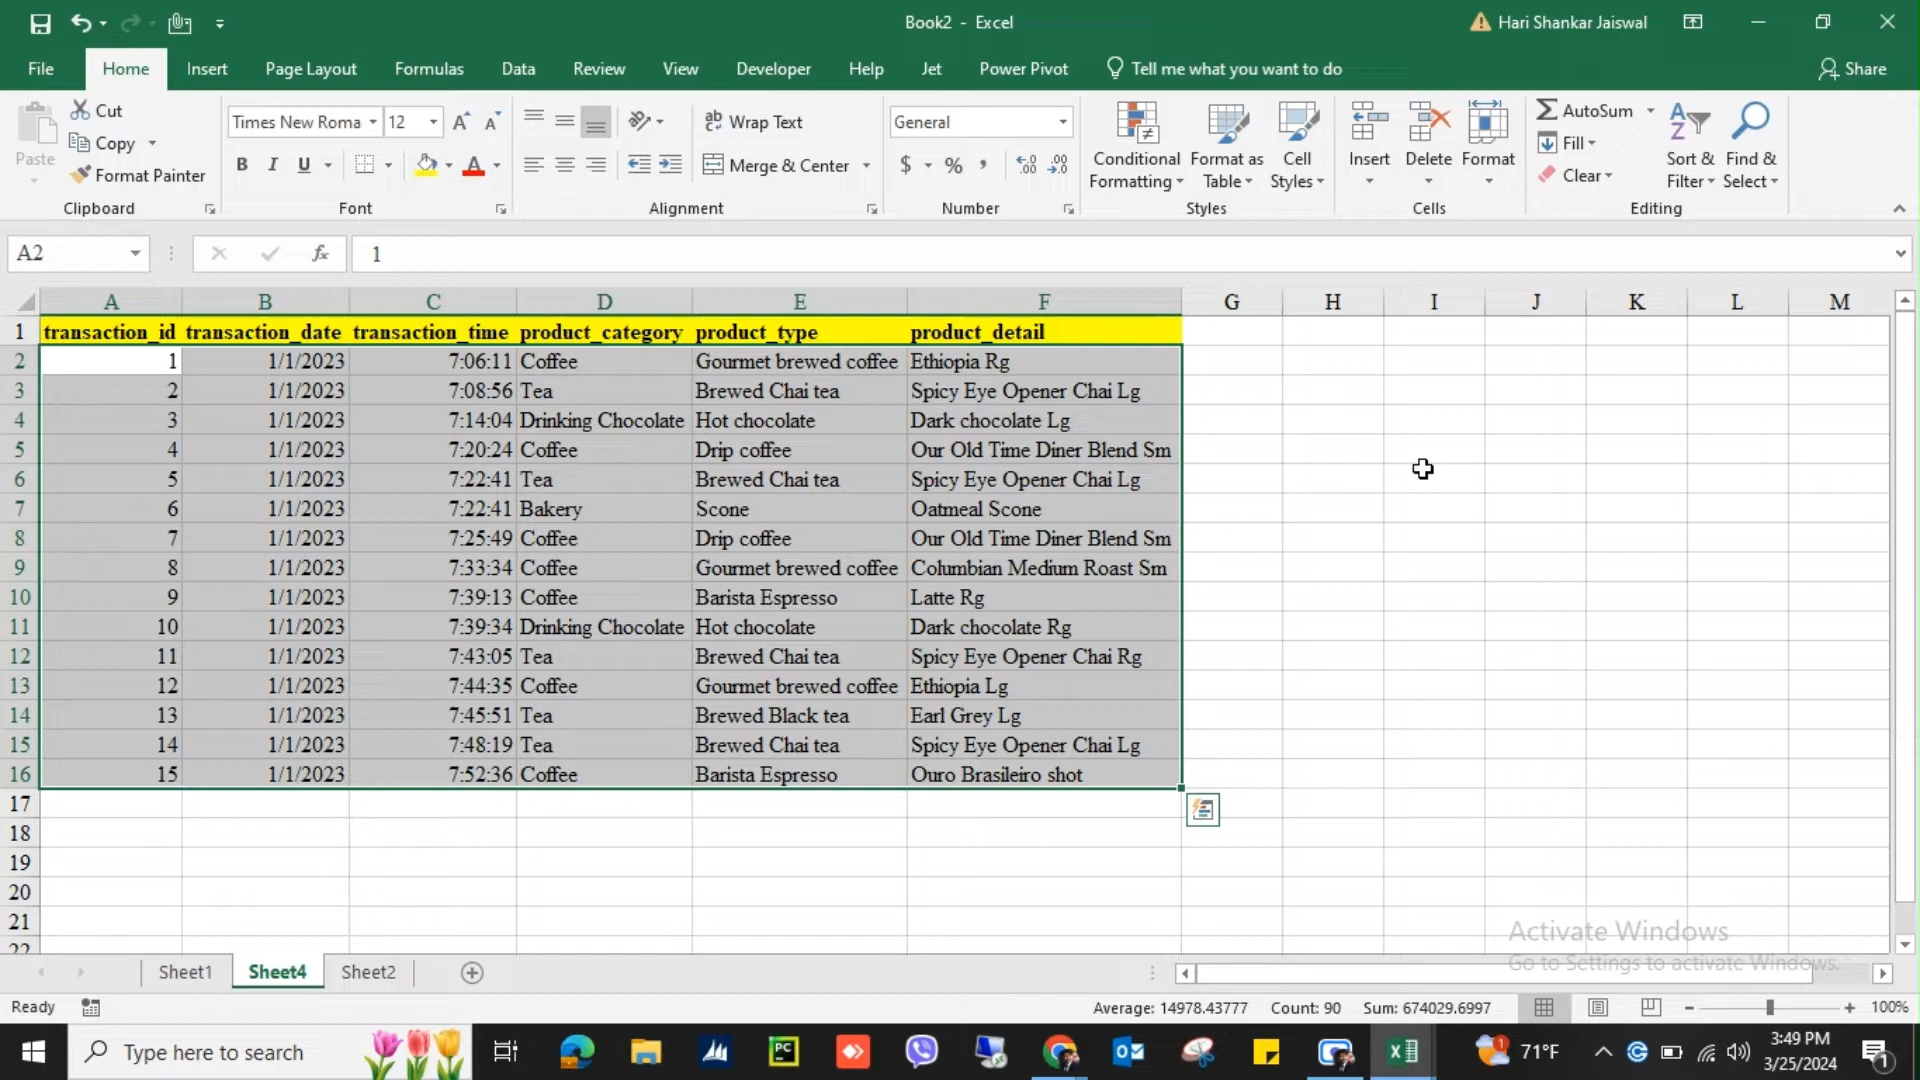 Book2 - Excel
Hari Shankar Jaiswal
File Home Insert Page Layout Formulas Data Review View Developer Help Jet Power Pivot Tell me what you want to do Share
Paste
Cut
Copy
Format Painter
Clipboard
Times New Roma 12
B I U
Font
Wrap Text
Merge & Center
Alignment
General
$ %
Number
Conditional Formatting
Format as Table
Cell Styles
Styles
Insert
Delete
Format
Cells
AutoSum
Fill
Clear
Sort & Filter
Find & Select
Editing
A2 fx 1
A B C D E F G H I J K L M
1 transaction_id transaction_date transaction_time product_category product_type product_detail
2 1 1/1/2023 7:06:11 Coffee Gourmet brewed coffee Ethiopia Rg
3 2 1/1/2023 7:08:56 Tea Brewed Chai tea Spicy Eye Opener Chai Lg
4 3 1/1/2023 7:14:04 Drinking Chocolate Hot chocolate Dark chocolate Lg
5 4 1/1/2023 7:20:24 Coffee Drip coffee Our Old Time Diner Blend Sm
6 5 1/1/2023 7:22:41 Tea Brewed Chai tea Spicy Eye Opener Chai Lg
7 6 1/1/2023 7:22:41 Bakery Scone Oatmeal Scone
8 7 1/1/2023 7:25:49 Coffee Drip coffee Our Old Time Diner Blend Sm
9 8 1/1/2023 7:33:34 Coffee Gourmet brewed coffee Columbian Medium Roast Sm
10 9 1/1/2023 7:39:13 Coffee Barista Espresso Latte Rg
11 10 1/1/2023 7:39:34 Drinking Chocolate Hot chocolate Dark chocolate Rg
12 11 1/1/2023 7:43:05 Tea Brewed Chai tea Spicy Eye Opener Chai Rg
13 12 1/1/2023 7:44:35 Coffee Gourmet brewed coffee Ethiopia Lg
14 13 1/1/2023 7:45:51 Tea Brewed Black tea Earl Grey Lg
15 14 1/1/2023 7:48:19 Tea Brewed Chai tea Spicy Eye Opener Chai Lg
16 15 1/1/2023 7:52:36 Coffee Barista Espresso Ouro Brasileiro shot
17
18
19
20
21
22
Activate Windows
Go to Settings to activate Windows.
Sheet1 Sheet4 Sheet2
Ready Average: 14978.43777 Count: 90 Sum: 674029.6997 100%
Type here to search 71°F 3:49 PM
3/25/2024